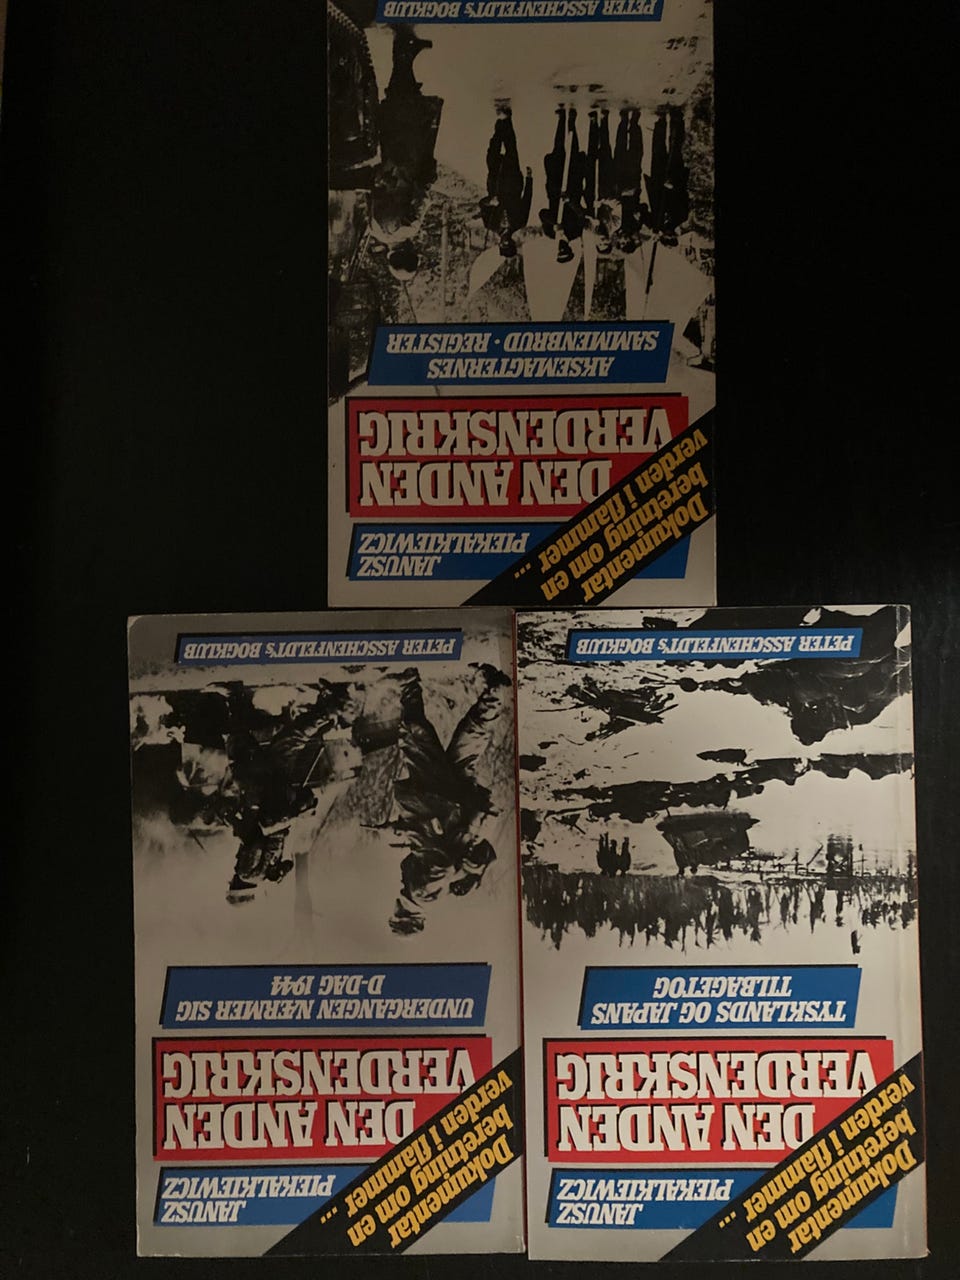 JANUSZ
PIEKALKIEWICZ
DEN ANDEN
VERDENSKRIG
Dokumentar
beretning om en
verden i flammer ...
TYSKLANDS OG JAPANS
TILBAGETOG
PETER ASSCHENFELDT's BOGKLUB
JANUSZ
PIEKALKIEWICZ
DEN ANDEN
VERDENSKRIG
Dokumentar
beretning om en
verden i flammer ...
UNDERGANGEN NÆRMER SIG
D-DAG 1944
PETER ASSCHENFELDT's BOGKLUB
JANUSZ
PIEKALKIEWICZ
DEN ANDEN
VERDENSKRIG
Dokumentar
beretning om en
verden i flammer ...
AKSEMAGTERNES
SAMMENBRUD • REGISTER
PETER ASSCHENFELDT's BOGKLUB